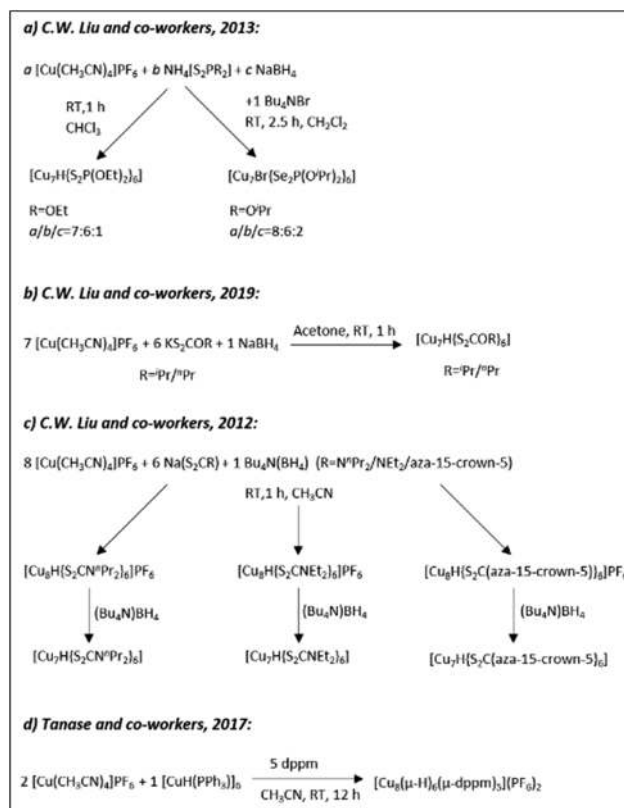 a) C.W. Liu and co-workers, 2013:
a [Cu(CH₃CN)₄]PF₆ + b NH₄[S₂PR₂] + c NaBH₄
RT,1 h +1 Bu₄NBr
CHCl₃ RT, 2.5 h, CH₂Cl₂
[Cu₇H{S₂P(OEt)₂}₆] [Cu₇Br{Se₂P(OⁱPr)₂}₆]
R=OEt R=OⁱPr
a/b/c=7:6:1 a/b/c=8:6:2
b) C.W. Liu and co-workers, 2019:
7 [Cu(CH₃CN)₄]PF₆ + 6 KS₂COR + 1 NaBH₄ Acetone, RT, 1 h [Cu₇H{S₂COR}₆]
R=ⁱPr/ⁿPr R=ⁱPr/ⁿPr
c) C.W. Liu and co-workers, 2012:
8 [Cu(CH₃CN)₄]PF₆ + 6 Na(S₂CR) + 1 Bu₄N(BH₄) (R=NⁿPr₂/NEt₂/aza-15-crown-5)
RT,1 h, CH₃CN
[Cu₈H{S₂CNⁿPr₂}₆]PF₆ [Cu₈H{S₂CNEt₂}₆]PF₆ [Cu₈H{S₂C(aza-15-crown-5)}₆]PF₆
(Bu₄N)BH₄ (Bu₄N)BH₄ (Bu₄N)BH₄
[Cu₇H{S₂CNⁿPr₂}₆] [Cu₇H{S₂CNEt₂}₆] [Cu₇H{S₂C(aza-15-crown-5}₆]
d) Tanase and co-workers, 2017:
2 [Cu(CH₃CN)₄]PF₆ + 1 [CuH(PPh₃)]₆ 5 dppm [Cu₈(μ-H)₆(μ-dppm)₅](PF₆)₂
CH₃CN, RT, 12 h